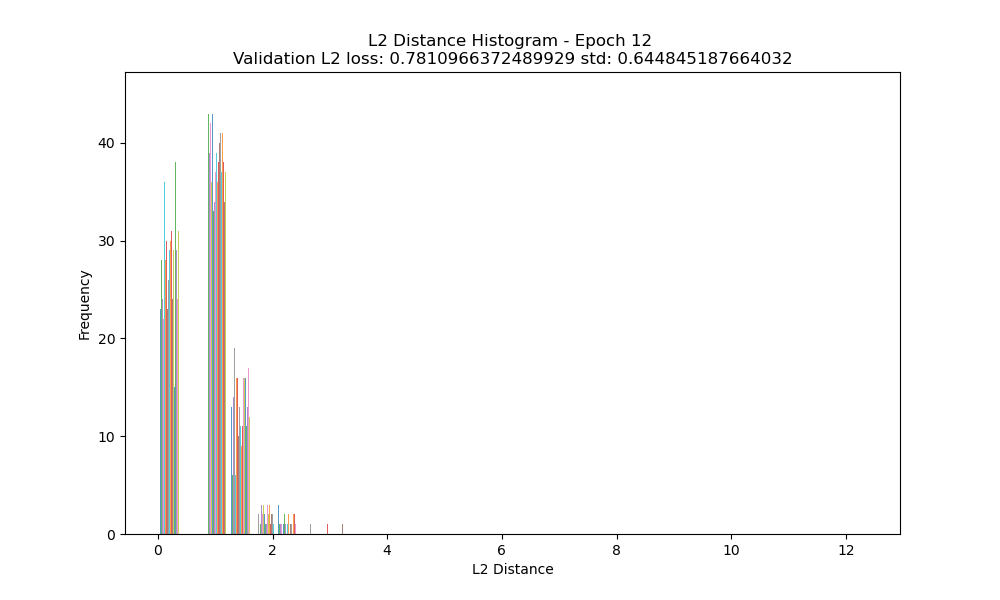 L2 Distance Histogram - Epoch 12
Validation L2 loss: 0.7810966372489929 std: 0.644845187664032
Frequency
40
30
20
10
0
0 2 4 6 8 10 12
L2 Distance